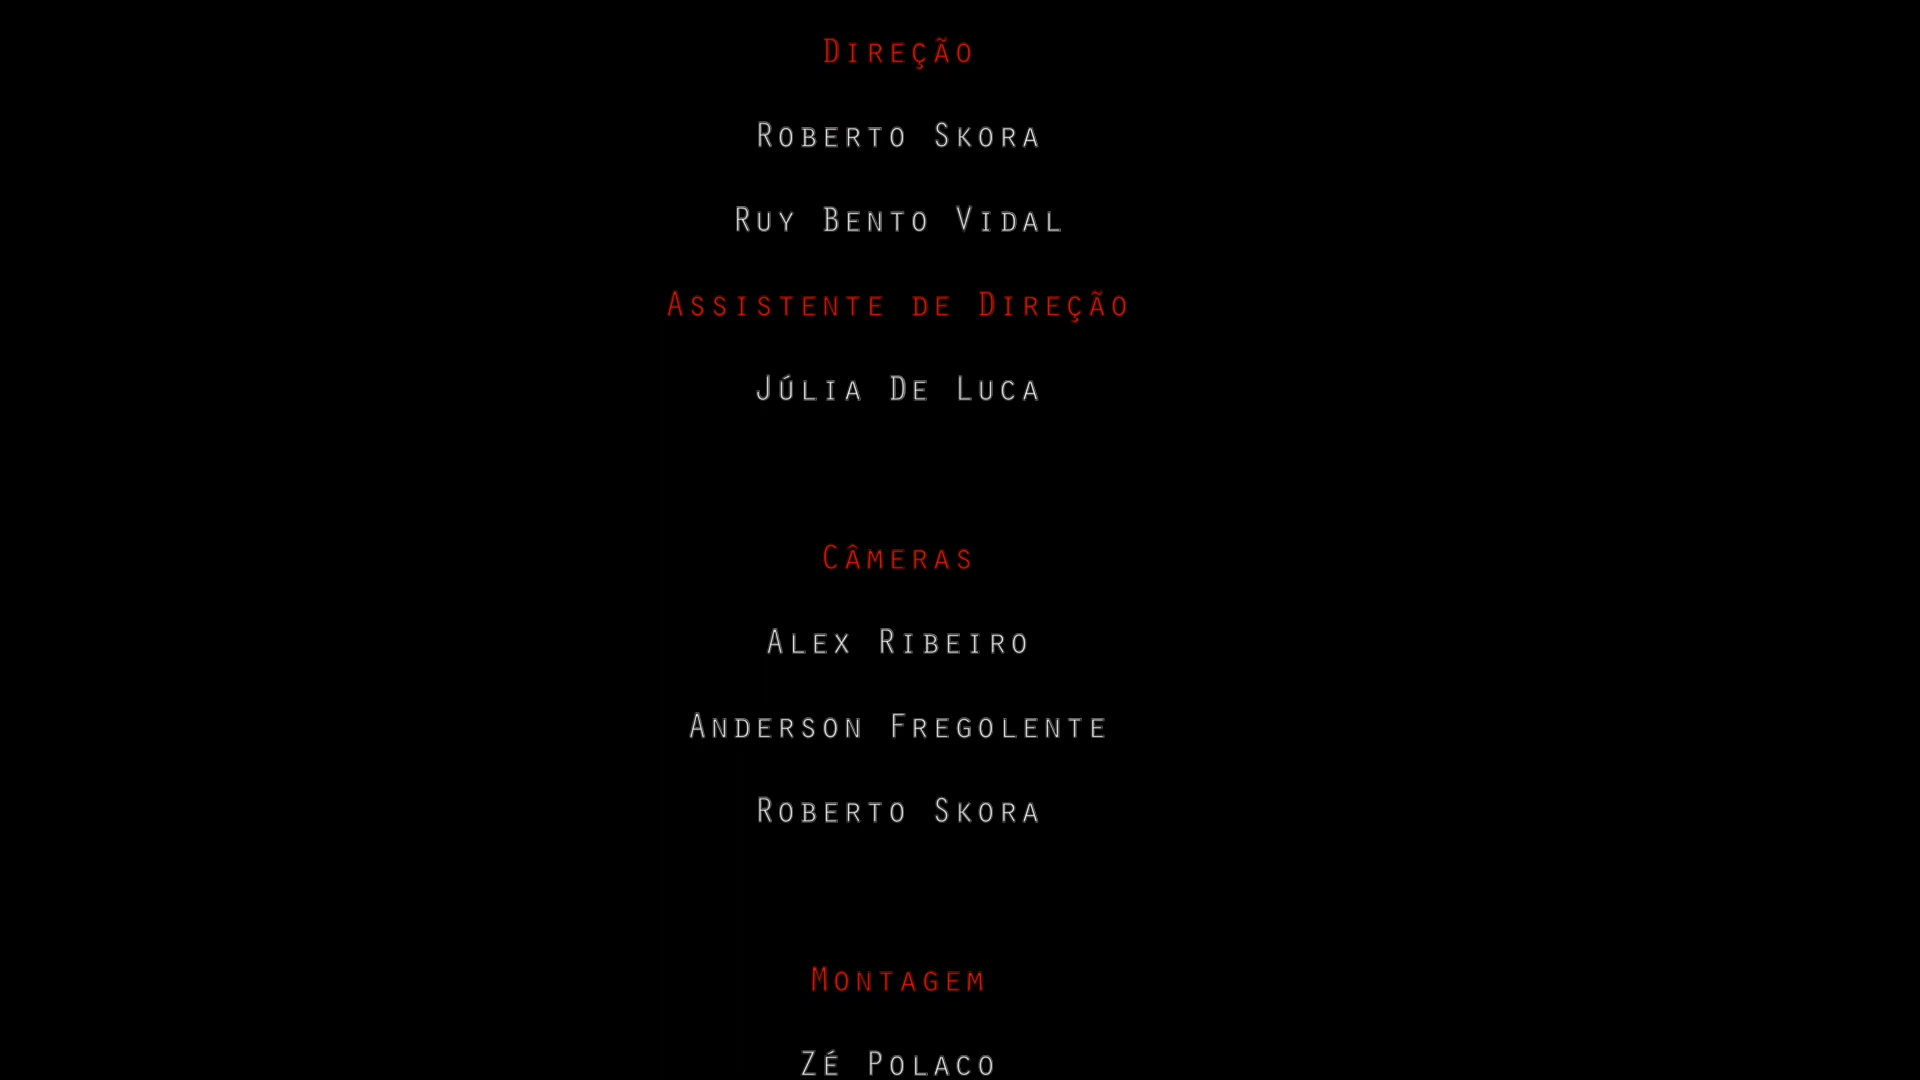 Direção
Roberto Skora
Ruy Bento Vidal
Assistente de Direção
Júlia De Luca
Câmeras
Alex Ribeiro
Anderson Fregolente
Roberto Skora
Montagem
Zé Polaco